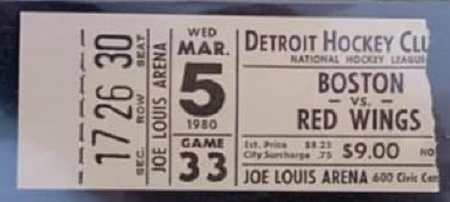 17 26 30
SEC. ROW SEAT
JOE LOUIS ARENA
WED
MAR.
5
1980
GAME
33
DETROIT HOCKEY CLU
NATIONAL HOCKEY LEAGU
BOSTON
- VS. -
RED WINGS
Est. Price $8.25
City Surcharge .75 $9.00 NO
JOE LOUIS ARENA 600 Civic Cen